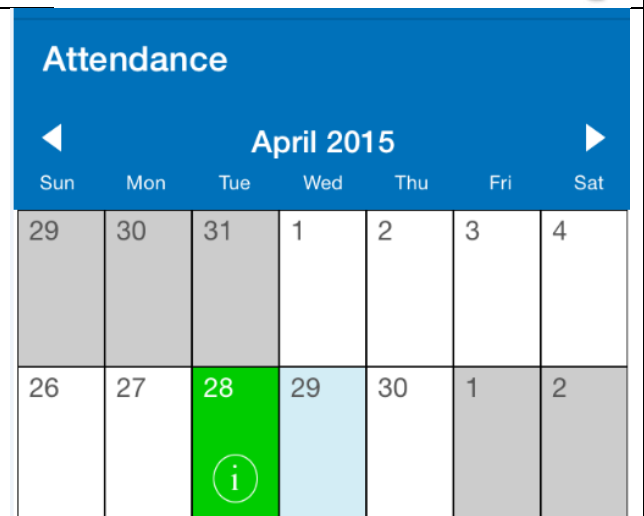 Attendance
April 2015
Sun Mon Tue Wed Thu Fri Sat
29 30 31 1 2 3 4
26 27 28 29 30 1 2
i